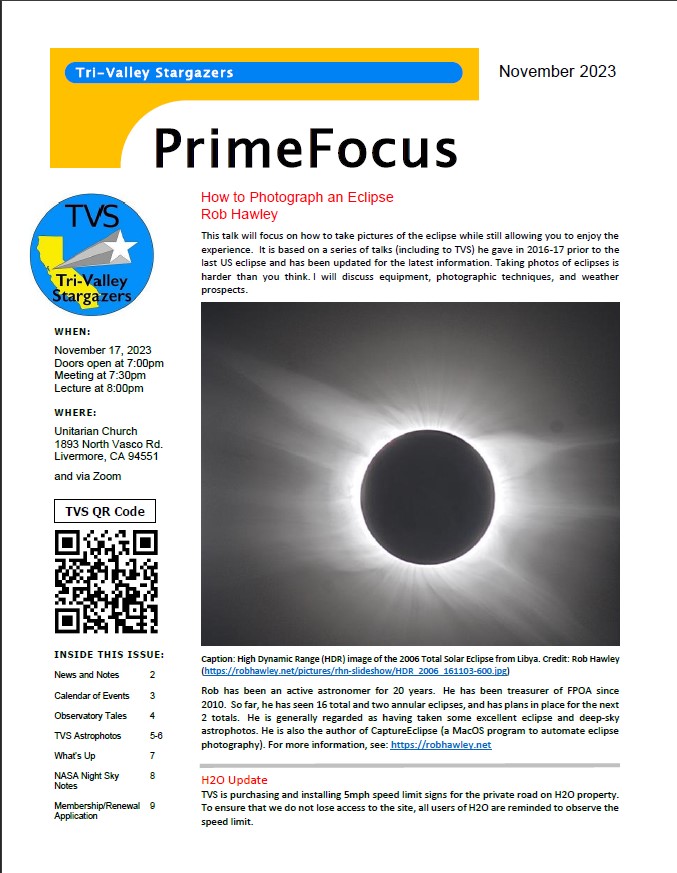 Tri-Valley Stargazers
November 2023
PrimeFocus
TVS
Tri-Valley
Stargazers
WHEN:
November 17, 2023
Doors open at 7:00pm
Meeting at 7:30pm
Lecture at 8:00pm
WHERE:
Unitarian Church
1893 North Vasco Rd.
Livermore, CA 94551
and via Zoom
TVS QR Code
INSIDE THIS ISSUE:
News and Notes 2
Calendar of Events 3
Observatory Tales 4
TVS Astrophotos 5-6
What's Up 7
NASA Night Sky 8
Notes
Membership/Renewal 9
Application
How to Photograph an Eclipse
Rob Hawley
This talk will focus on how to take pictures of the eclipse while still allowing you to enjoy the
experience. It is based on a series of talks (including to TVS) he gave in 2016-17 prior to the
last US eclipse and has been updated for the latest information. Taking photos of eclipses is
harder than you think. I will discuss equipment, photographic techniques, and weather
prospects.
Caption: High Dynamic Range (HDR) image of the 2006 Total Solar Eclipse from Libya. Credit: Rob Hawley
(https://robhawley.net/pictures/rhn-slideshow/HDR_2006_161103-600.jpg)
Rob has been an active astronomer for 20 years. He has been treasurer of FPOA since
2010. So far, he has seen 16 total and two annular eclipses, and has plans in place for the next
2 totals. He is generally regarded as having taken some excellent eclipse and deep-sky
astrophotos. He is also the author of CaptureEclipse (a MacOS program to automate eclipse
photography). For more information, see: https://robhawley.net
H2O Update
TVS is purchasing and installing 5mph speed limit signs for the private road on H2O property.
To ensure that we do not lose access to the site, all users of H2O are reminded to observe the
speed limit.